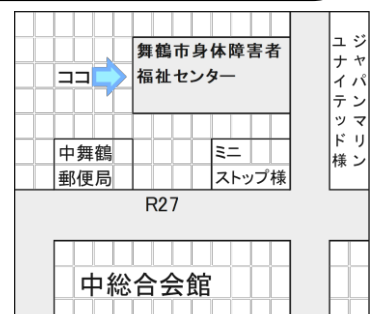 舞鶴市身体障害者
福祉センター
ココ
ジャパンマリン
ユナイテッド様
中舞鶴
郵便局
ミニ
ストップ様
R27
中総合会館